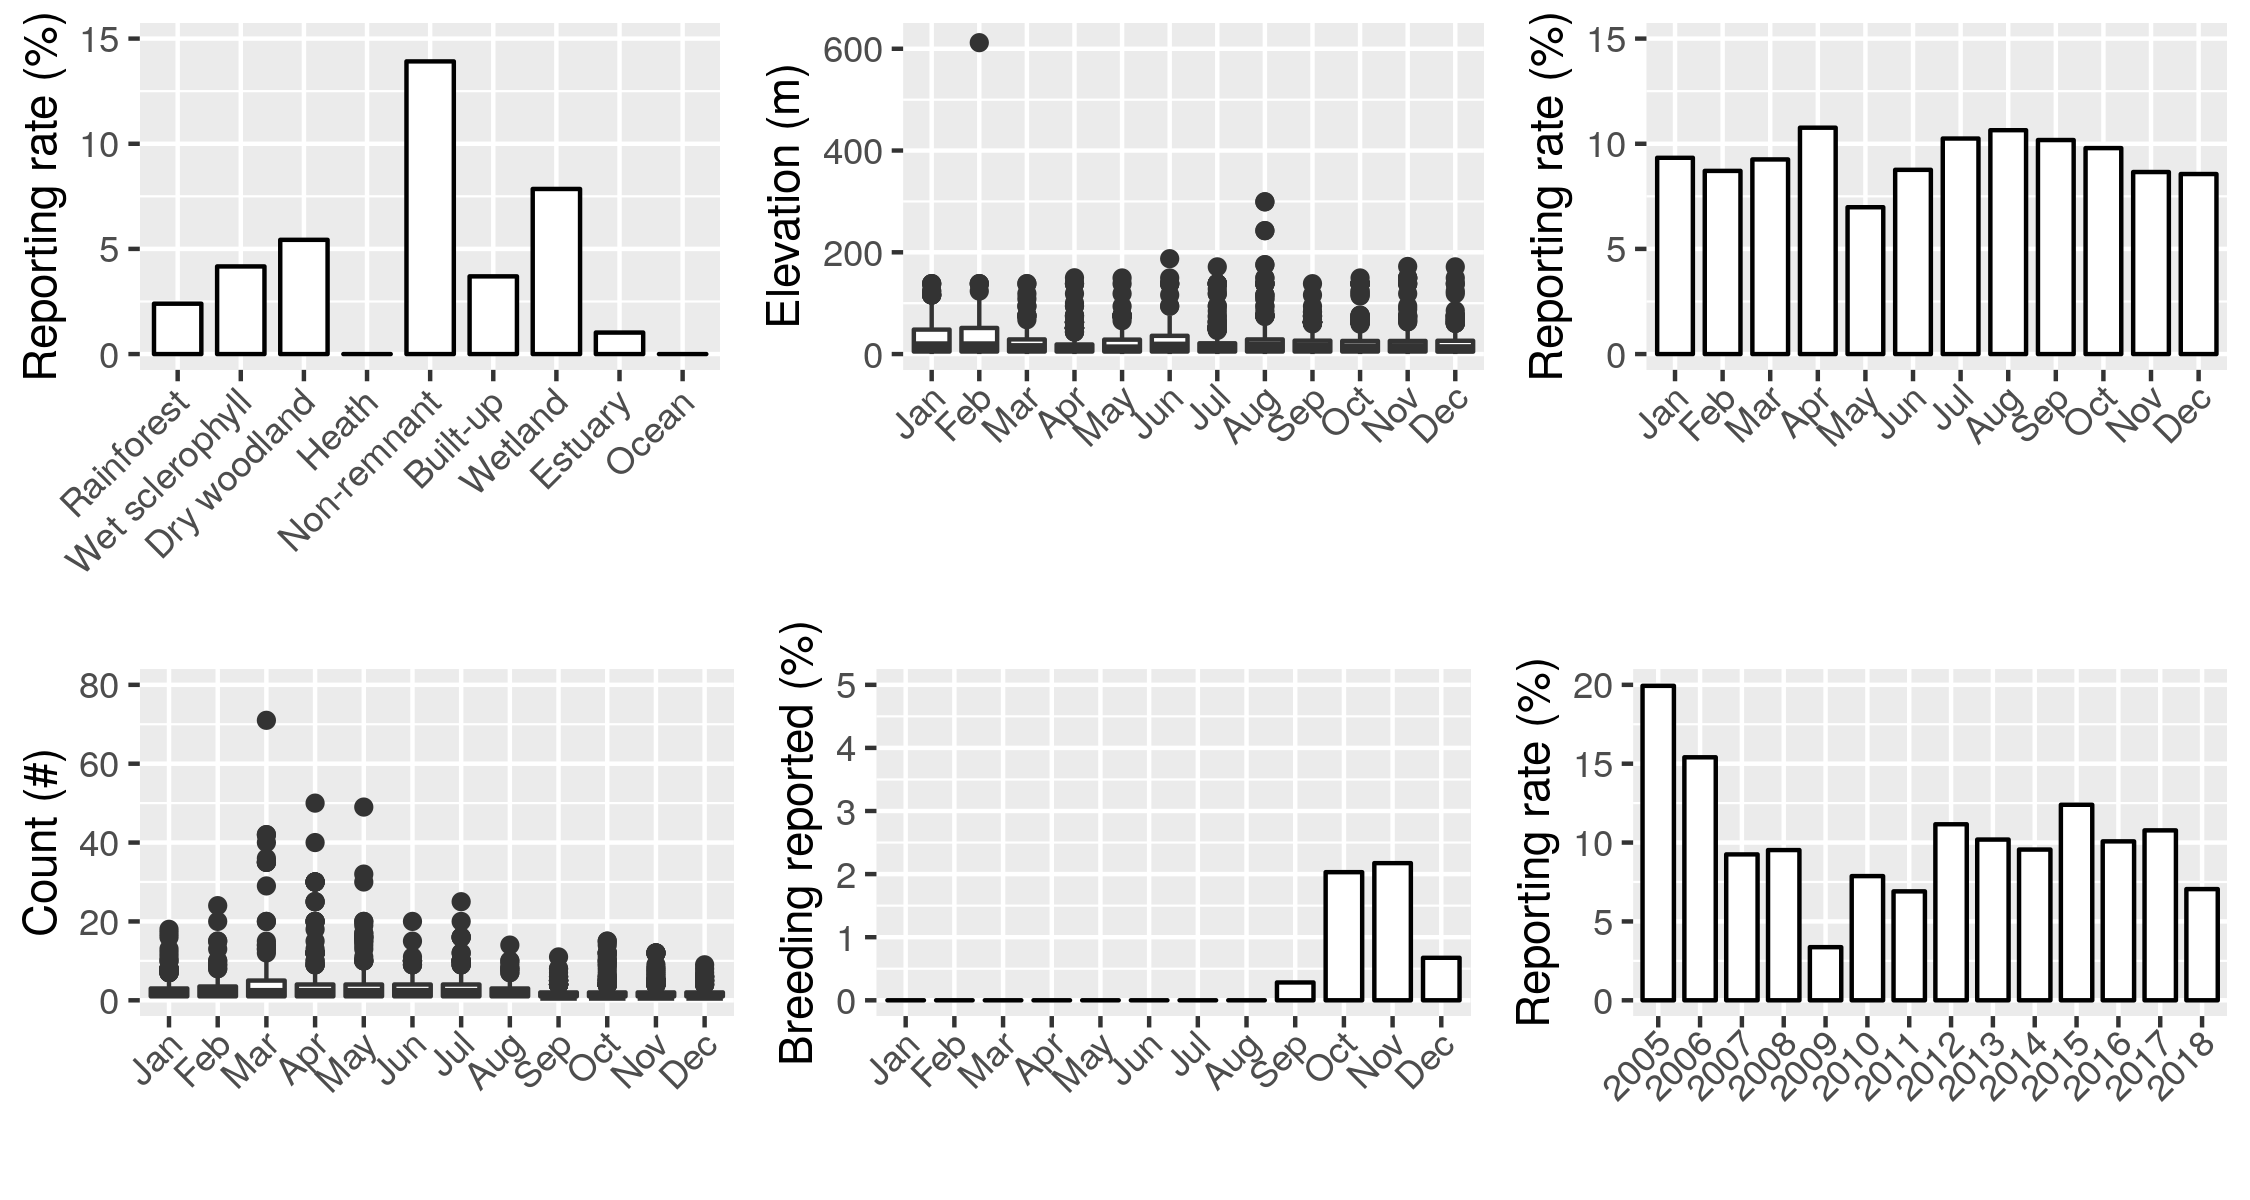 Reporting rate (%)
15
10
5
0
Rainforest
Wet sclerophyll
Dry woodland
Heath
Non-remnant
Built-up
Wetland
Estuary
Ocean
Elevation (m)
600
400
200
0
Jan
Feb
Mar
Apr
May
Jun
Jul
Aug
Sep
Oct
Nov
Dec
Reporting rate (%)
15
10
5
0
Jan
Feb
Mar
Apr
May
Jun
Jul
Aug
Sep
Oct
Nov
Dec
Count (#)
80
60
40
20
0
Jan
Feb
Mar
Apr
May
Jun
Jul
Aug
Sep
Oct
Nov
Dec
Breeding reported (%)
5
4
3
2
1
0
Jan
Feb
Mar
Apr
May
Jun
Jul
Aug
Sep
Oct
Nov
Dec
Reporting rate (%)
20
15
10
5
0
2005
2006
2007
2008
2009
2010
2011
2012
2013
2014
2015
2016
2017
2018